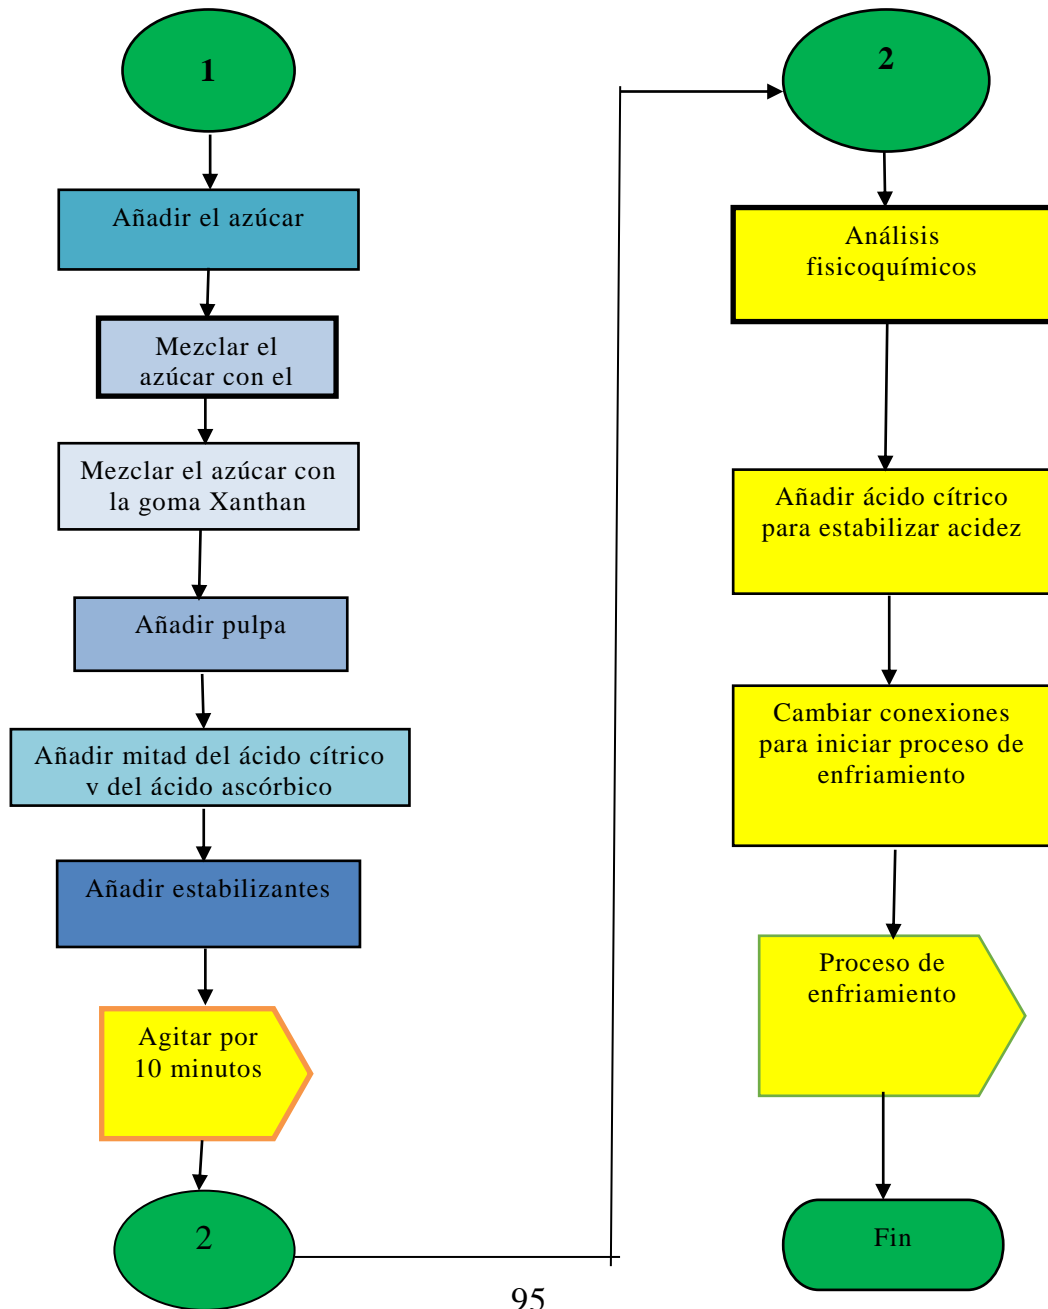 1
Añadir el azúcar
Mezclar el
azúcar con el
Mezclar el azúcar con
la goma Xanthan
Añadir pulpa
Añadir mitad del ácido cítrico
y del ácido ascórbico
Añadir estabilizantes
Agitar por
10 minutos
2
2
Análisis
fisicoquímicos
Añadir ácido cítrico
para estabilizar acidez
Cambiar conexiones
para iniciar proceso de
enfriamiento
Proceso de
enfriamiento
Fin
95